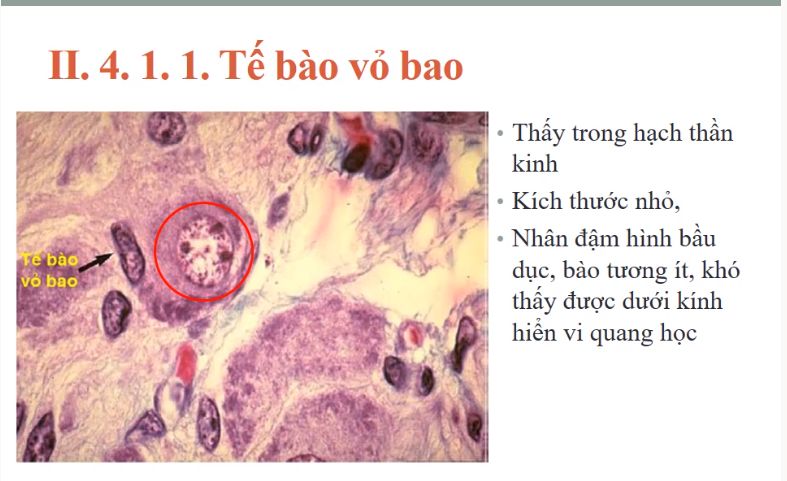 II. 4. 1. 1. Tế bào vỏ bao
Tế bào
vỏ bao
• Thấy trong hạch thần
kinh
• Kích thước nhỏ,
• Nhân đậm hình bầu
dục, bào tương ít, khó
thấy được dưới kính
hiển vi quang học